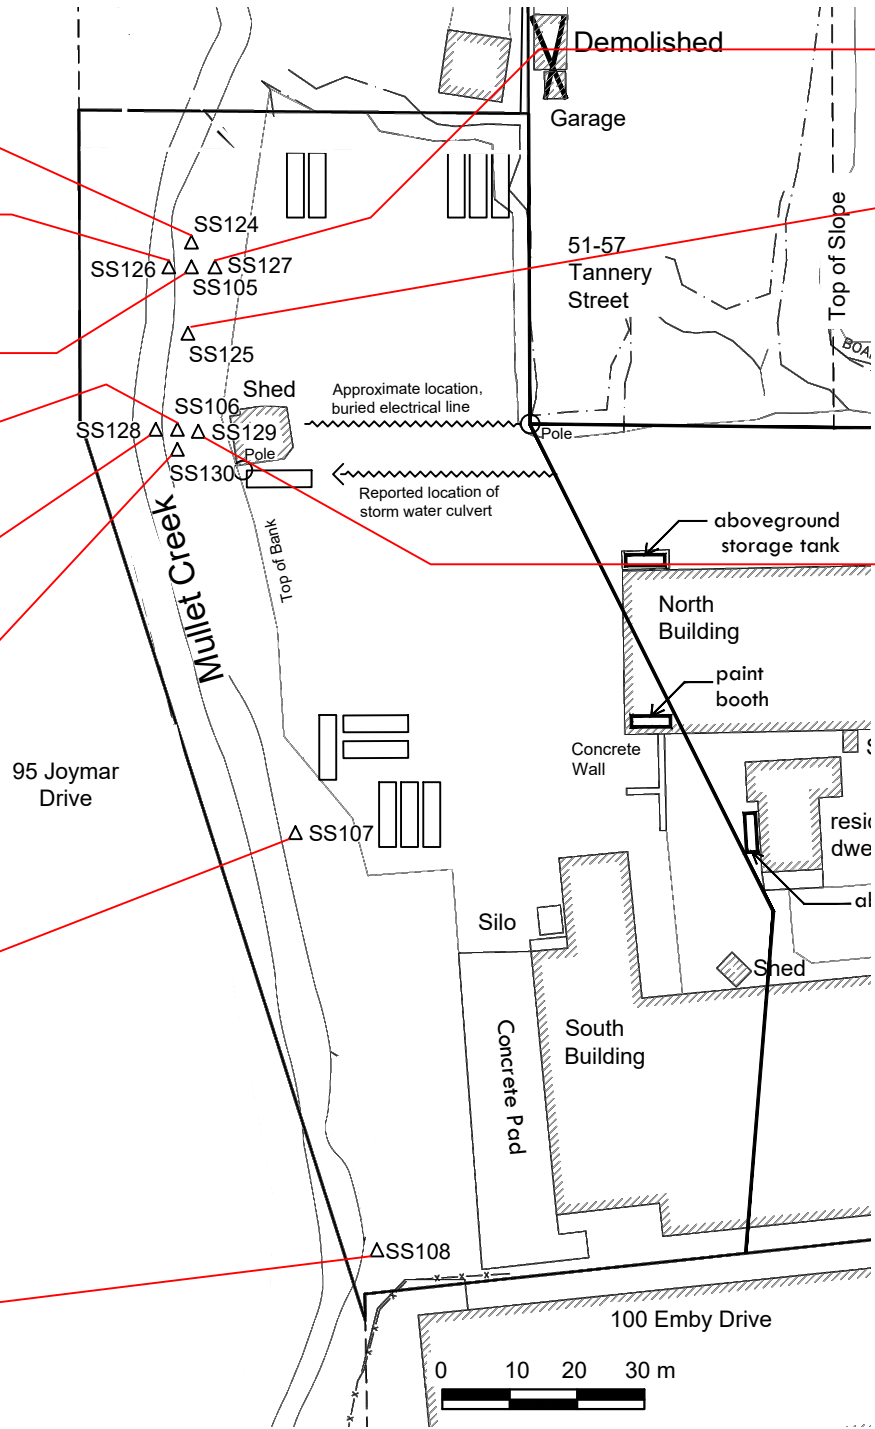 Demolished
Garage
Top of Slope
SS124
51-57
Tannery
Street
SS126
SS127
SS105
SS125
Shed
Approximate location,
buried electrical line
SS106
SS128
SS129
Pole
Pole
SS130
Reported location of
storm water culvert
Mullet Creek
Top of Bank
aboveground
storage tank
North
Building
paint
booth
Concrete
Wall
95 Joymar
Drive
SS107
Silo
Shed
South
Building
Concrete Pad
SS108
100 Emby Drive
0 10 20 30 m